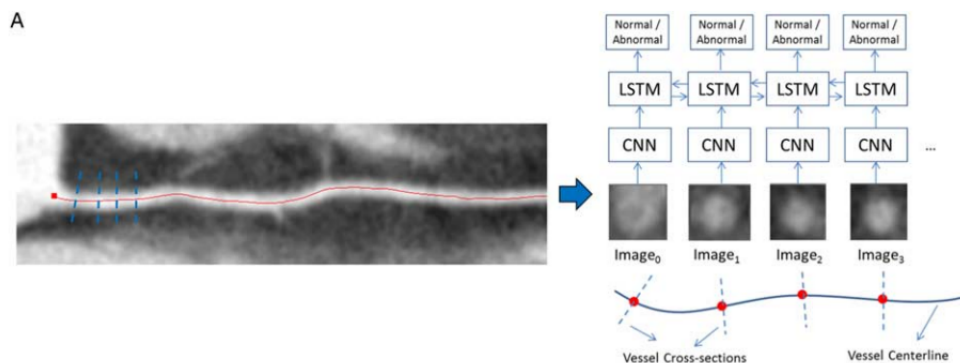 A
Normal / Normal / Normal / Normal /
Abnormal Abnormal Abnormal Abnormal
LSTM LSTM LSTM LSTM
CNN CNN CNN CNN ...
Image₀ Image₁ Image₂ Image₃
Vessel Cross-sections Vessel Centerline